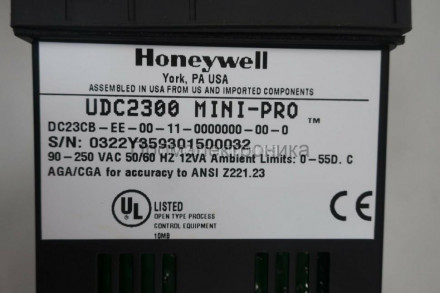 Honeywell
York, PA USA
ASSEMBLED IN USA FROM US AND IMPORTED COMPONENTS
UDC2300 MINI-PRO ™
DC23CB-EE-00-11-0000000-00-0
S/N: 0322Y359301500032
90-250 VAC 50/60 HZ 12VA Ambient Limits: 0-55D. C
AGA/CGA for accuracy to ANSI Z221.23
UL
LISTED
OPEN TYPE PROCESS
CONTROL EQUIPMENT
10MB
CE